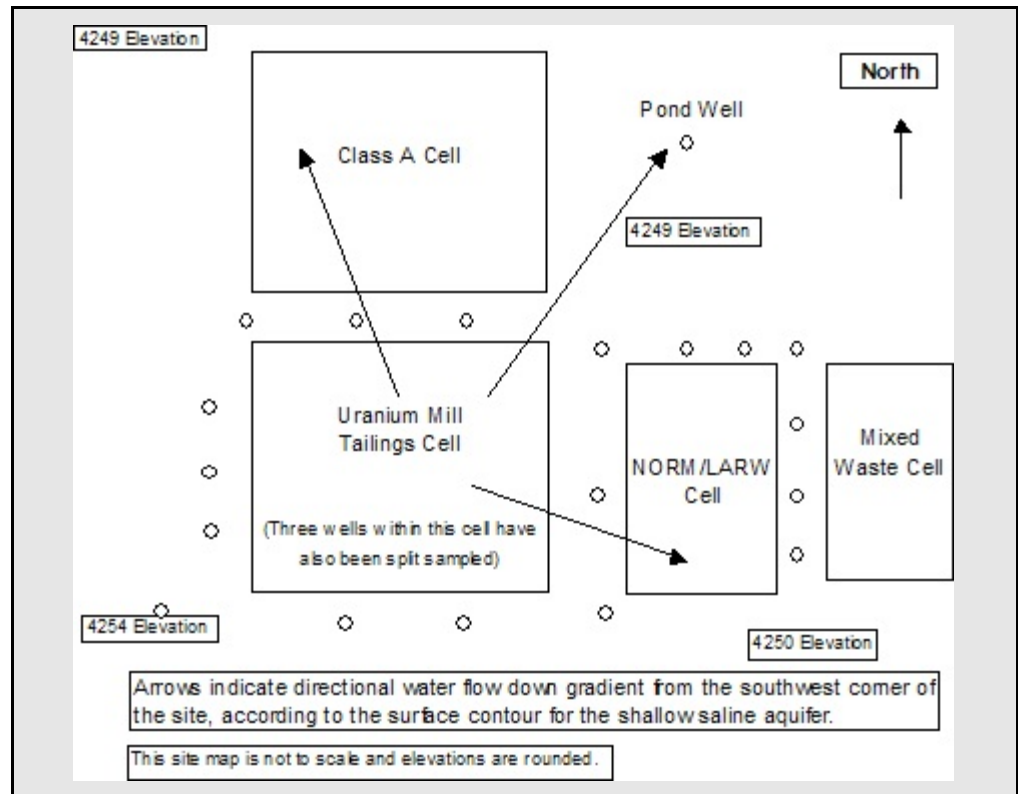 4249 Elevation
North
Pond Well
Class A Cell
4249 Elevation
Uranium Mill
Tailings Cell
(Three wells within this cell have
also been split sampled)
NORM/LARW
Cell
Mixed
Waste Cell
4254 Elevation
4250 Elevation
Arrows indicate directional water flow down gradient from the southwest corner of
the site, according to the surface contour for the shallow saline aquifer.
This site map is not to scale and elevations are rounded.